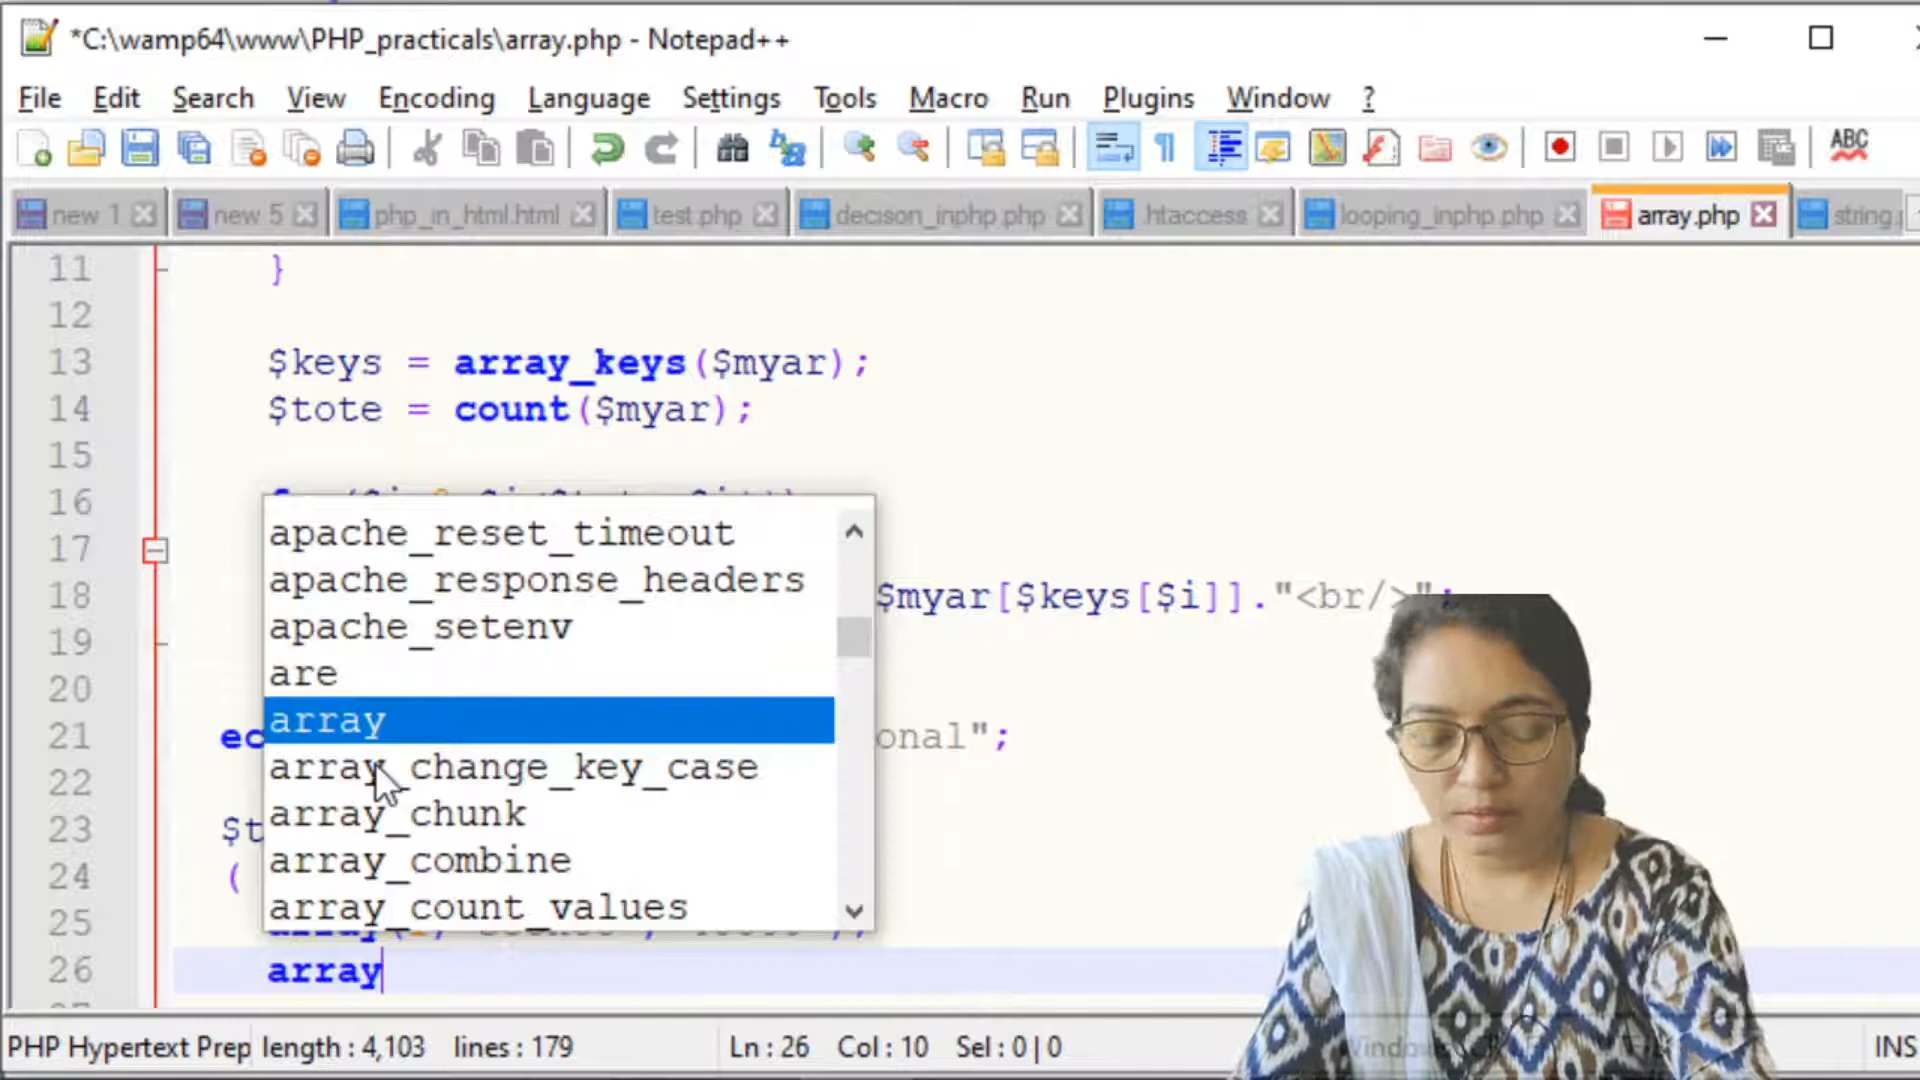 *C:\wamp64\www\PHP_practicals\array.php - Notepad++
File Edit Search View Encoding Language Settings Tools Macro Run Plugins Window ?
ABC
new 1 new 5 php_in_html.html test.php decison_inphp.php .htaccess looping_inphp.php array.php string.
11 }
12
13 $keys = array_keys($myar);
14 $tote = count($myar);
15
16
apache_reset_timeout
17
apache_response_headers
18 $myar[$keys[$i]]."<br/>";
apache_setenv
19
are
20
array
21 ec onal";
array_change_key_case
22
array_chunk
23 $t
array_combine
24 (
array_count_values
25
26 array
PHP Hypertext Prep length : 4,103 lines : 179 Ln : 26 Col : 10 Sel : 0 | 0 INS